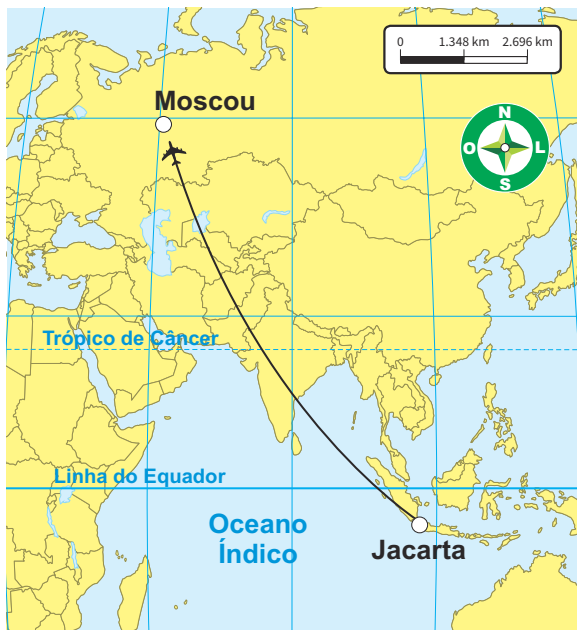 0 1.348 km 2.696 km
Moscou
N
O L
S
Trópico de Câncer
Linha do Equador
Oceano
Índico
Jacarta